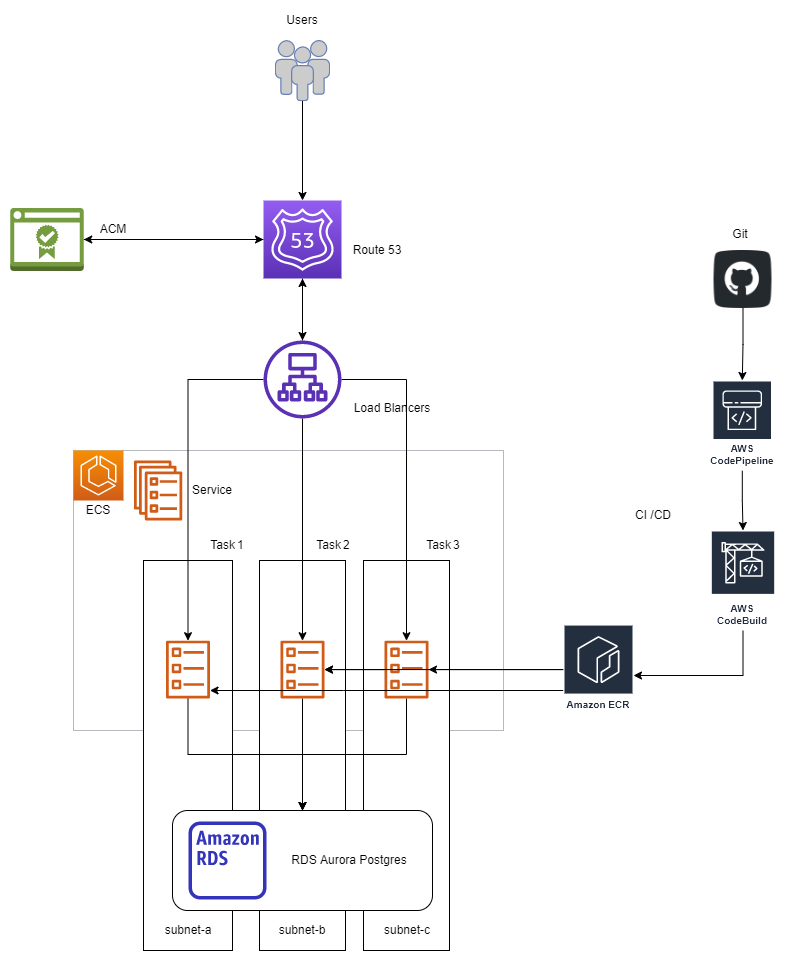 Users
ACM
53
Route 53
Git
Load Blancers
AWS
CodePipeline
ECS
Service
CI /CD
Task 1
Task 2
Task 3
AWS
CodeBuild
Amazon ECR
Amazon
RDS
RDS Aurora Postgres
subnet-a
subnet-b
subnet-c